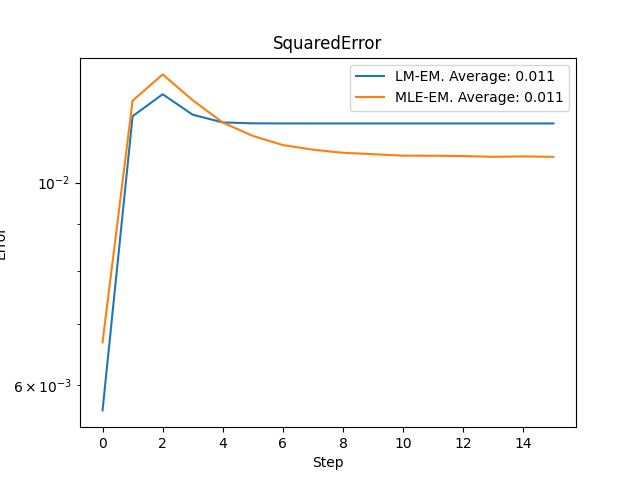 SquaredError
LM-EM. Average: 0.011
MLE-EM. Average: 0.011
10⁻²
6 × 10⁻³
Error
0 2 4 6 8 10 12 14
Step